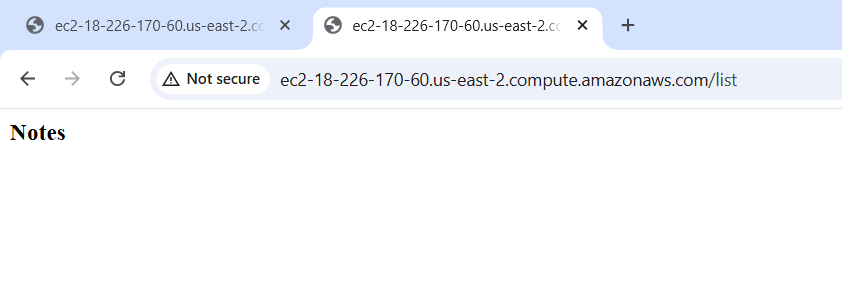 ec2-18-226-170-60.us-east-2.co
ec2-18-226-170-60.us-east-2.co
Not secure
ec2-18-226-170-60.us-east-2.compute.amazonaws.com/list
Notes